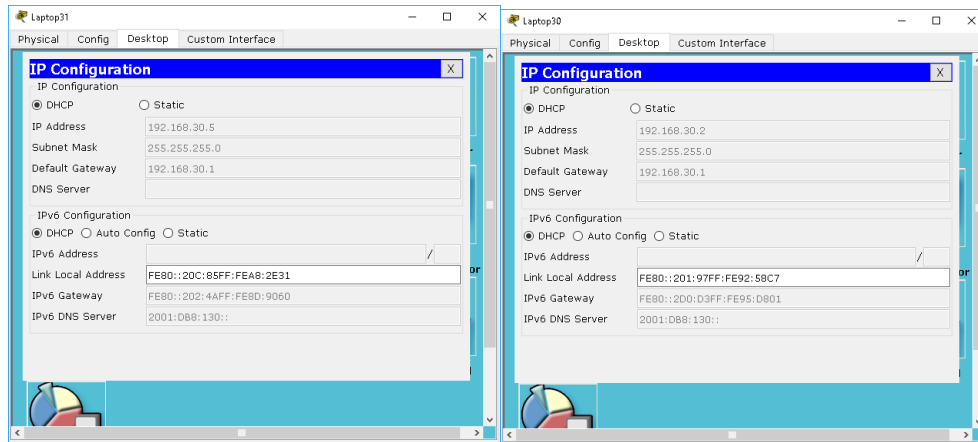 Laptop31
Physical Config Desktop Custom Interface
IP Configuration X
IP Configuration
DHCP Static
IP Address 192.168.30.5
Subnet Mask 255.255.255.0
Default Gateway 192.168.30.1
DNS Server
IPv6 Configuration
DHCP Auto Config Static
IPv6 Address /
Link Local Address FE80::20C:85FF:FEA8:2E31
IPv6 Gateway FE80::202:4AFF:FE8D:9060
IPv6 DNS Server 2001:DB8:130::
or
Laptop30
Physical Config Desktop Custom Interface
IP Configuration X
IP Configuration
DHCP Static
IP Address 192.168.30.2
Subnet Mask 255.255.255.0
Default Gateway 192.168.30.1
DNS Server
IPv6 Configuration
DHCP Auto Config Static
IPv6 Address /
Link Local Address FE80::201:97FF:FE92:58C7
IPv6 Gateway FE80::2D0:D3FF:FE95:D801
IPv6 DNS Server 2001:DB8:130::
or